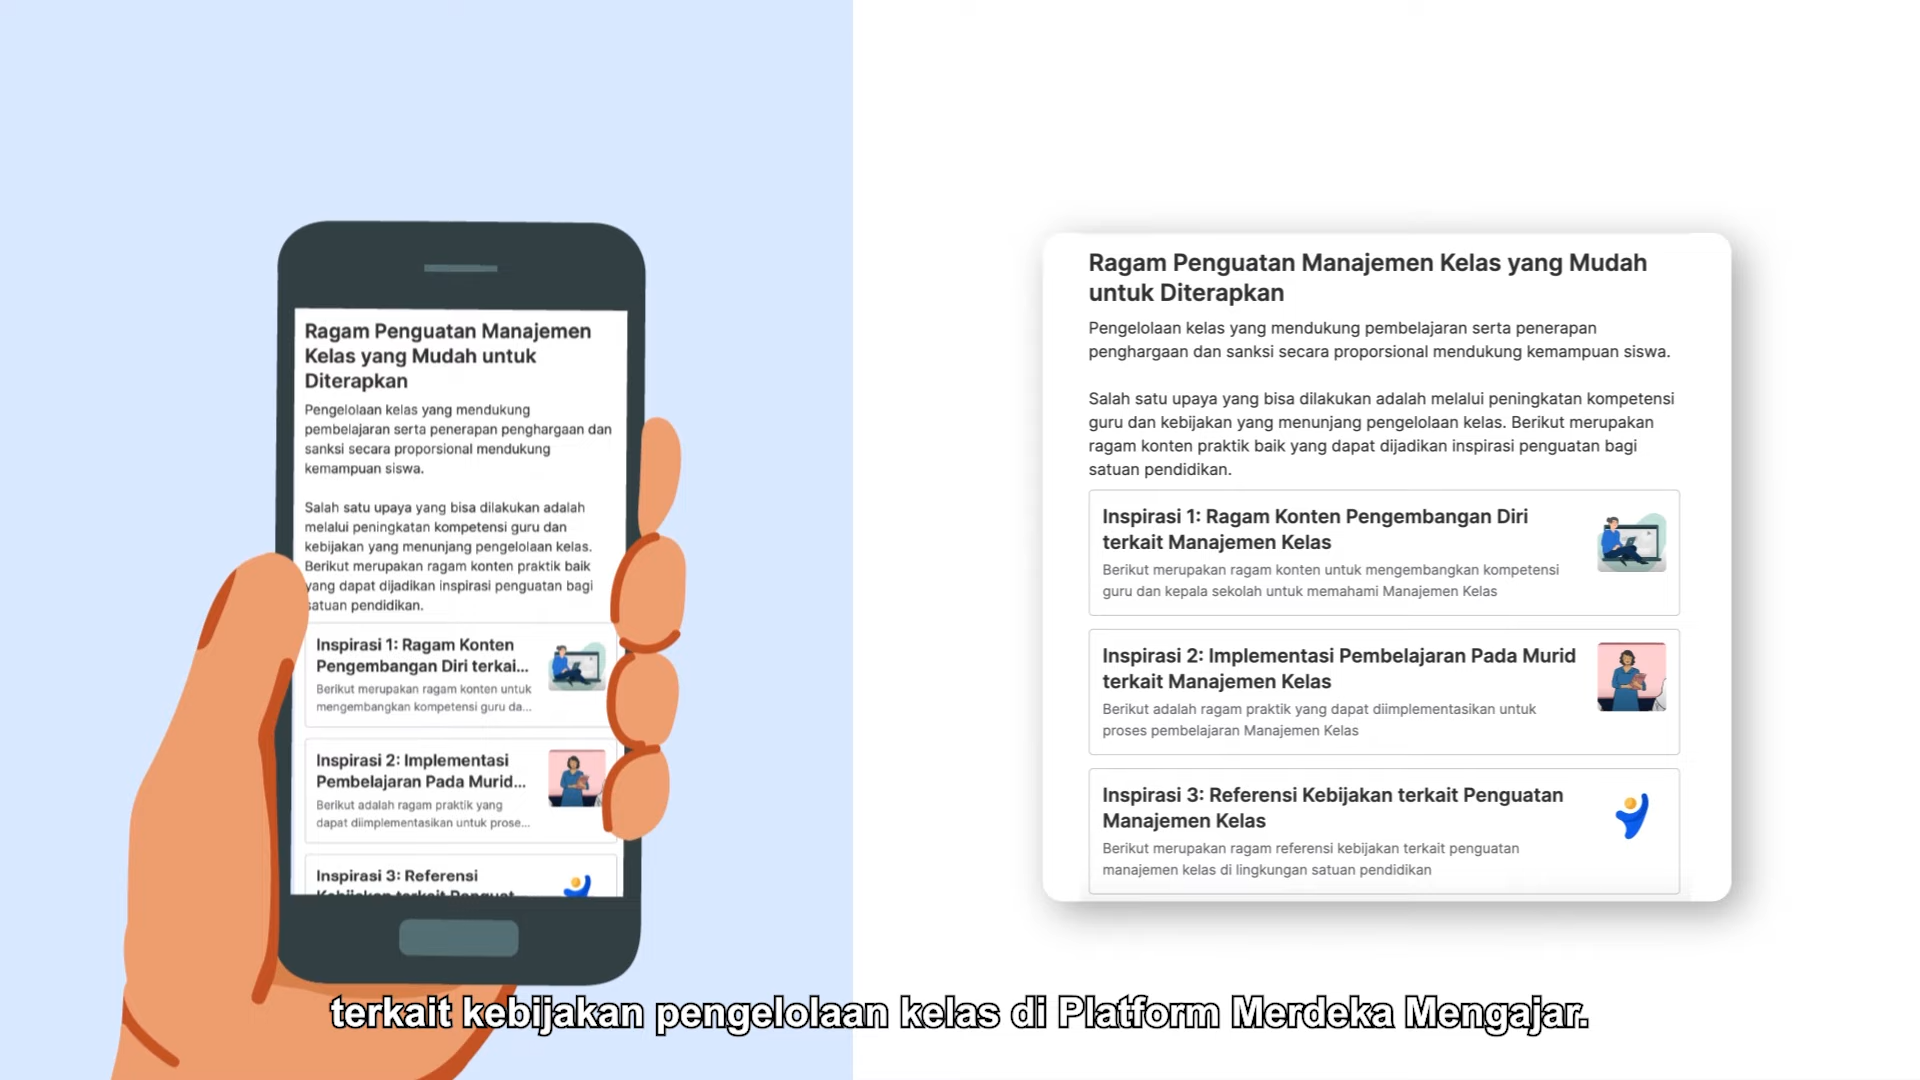 Ragam Penguatan Manajemen
Kelas yang Mudah untuk
Diterapkan
Pengelolaan kelas yang mendukung
pembelajaran serta penerapan penghargaan dan
sanksi secara proporsional mendukung
kemampuan siswa.
Salah satu upaya yang bisa dilakukan adalah
melalui peningkatan kompetensi guru dan
kebijakan yang menunjang pengelolaan kelas.
Berikut merupakan ragam konten praktik baik
yang dapat dijadikan inspirasi penguatan bagi
satuan pendidikan.
Inspirasi 1: Ragam Konten
Pengembangan Diri terkai...
Berikut merupakan ragam konten untuk
mengembangkan kompetensi guru da...
Inspirasi 2: Implementasi
Pembelajaran Pada Murid...
Berikut adalah ragam praktik yang
dapat diimplementasikan untuk prose...
Inspirasi 3: Referensi
Kebijakan terkait Penguat...
Ragam Penguatan Manajemen Kelas yang Mudah
untuk Diterapkan
Pengelolaan kelas yang mendukung pembelajaran serta penerapan
penghargaan dan sanksi secara proporsional mendukung kemampuan siswa.
Salah satu upaya yang bisa dilakukan adalah melalui peningkatan kompetensi
guru dan kebijakan yang menunjang pengelolaan kelas. Berikut merupakan
ragam konten praktik baik yang dapat dijadikan inspirasi penguatan bagi
satuan pendidikan.
Inspirasi 1: Ragam Konten Pengembangan Diri
terkait Manajemen Kelas
Berikut merupakan ragam konten untuk mengembangkan kompetensi
guru dan kepala sekolah untuk memahami Manajemen Kelas
Inspirasi 2: Implementasi Pembelajaran Pada Murid
terkait Manajemen Kelas
Berikut adalah ragam praktik yang dapat diimplementasikan untuk
proses pembelajaran Manajemen Kelas
Inspirasi 3: Referensi Kebijakan terkait Penguatan
Manajemen Kelas
Berikut merupakan ragam referensi kebijakan terkait penguatan
manajemen kelas di lingkungan satuan pendidikan
terkait kebijakan pengelolaan kelas di Platform Merdeka Mengajar.